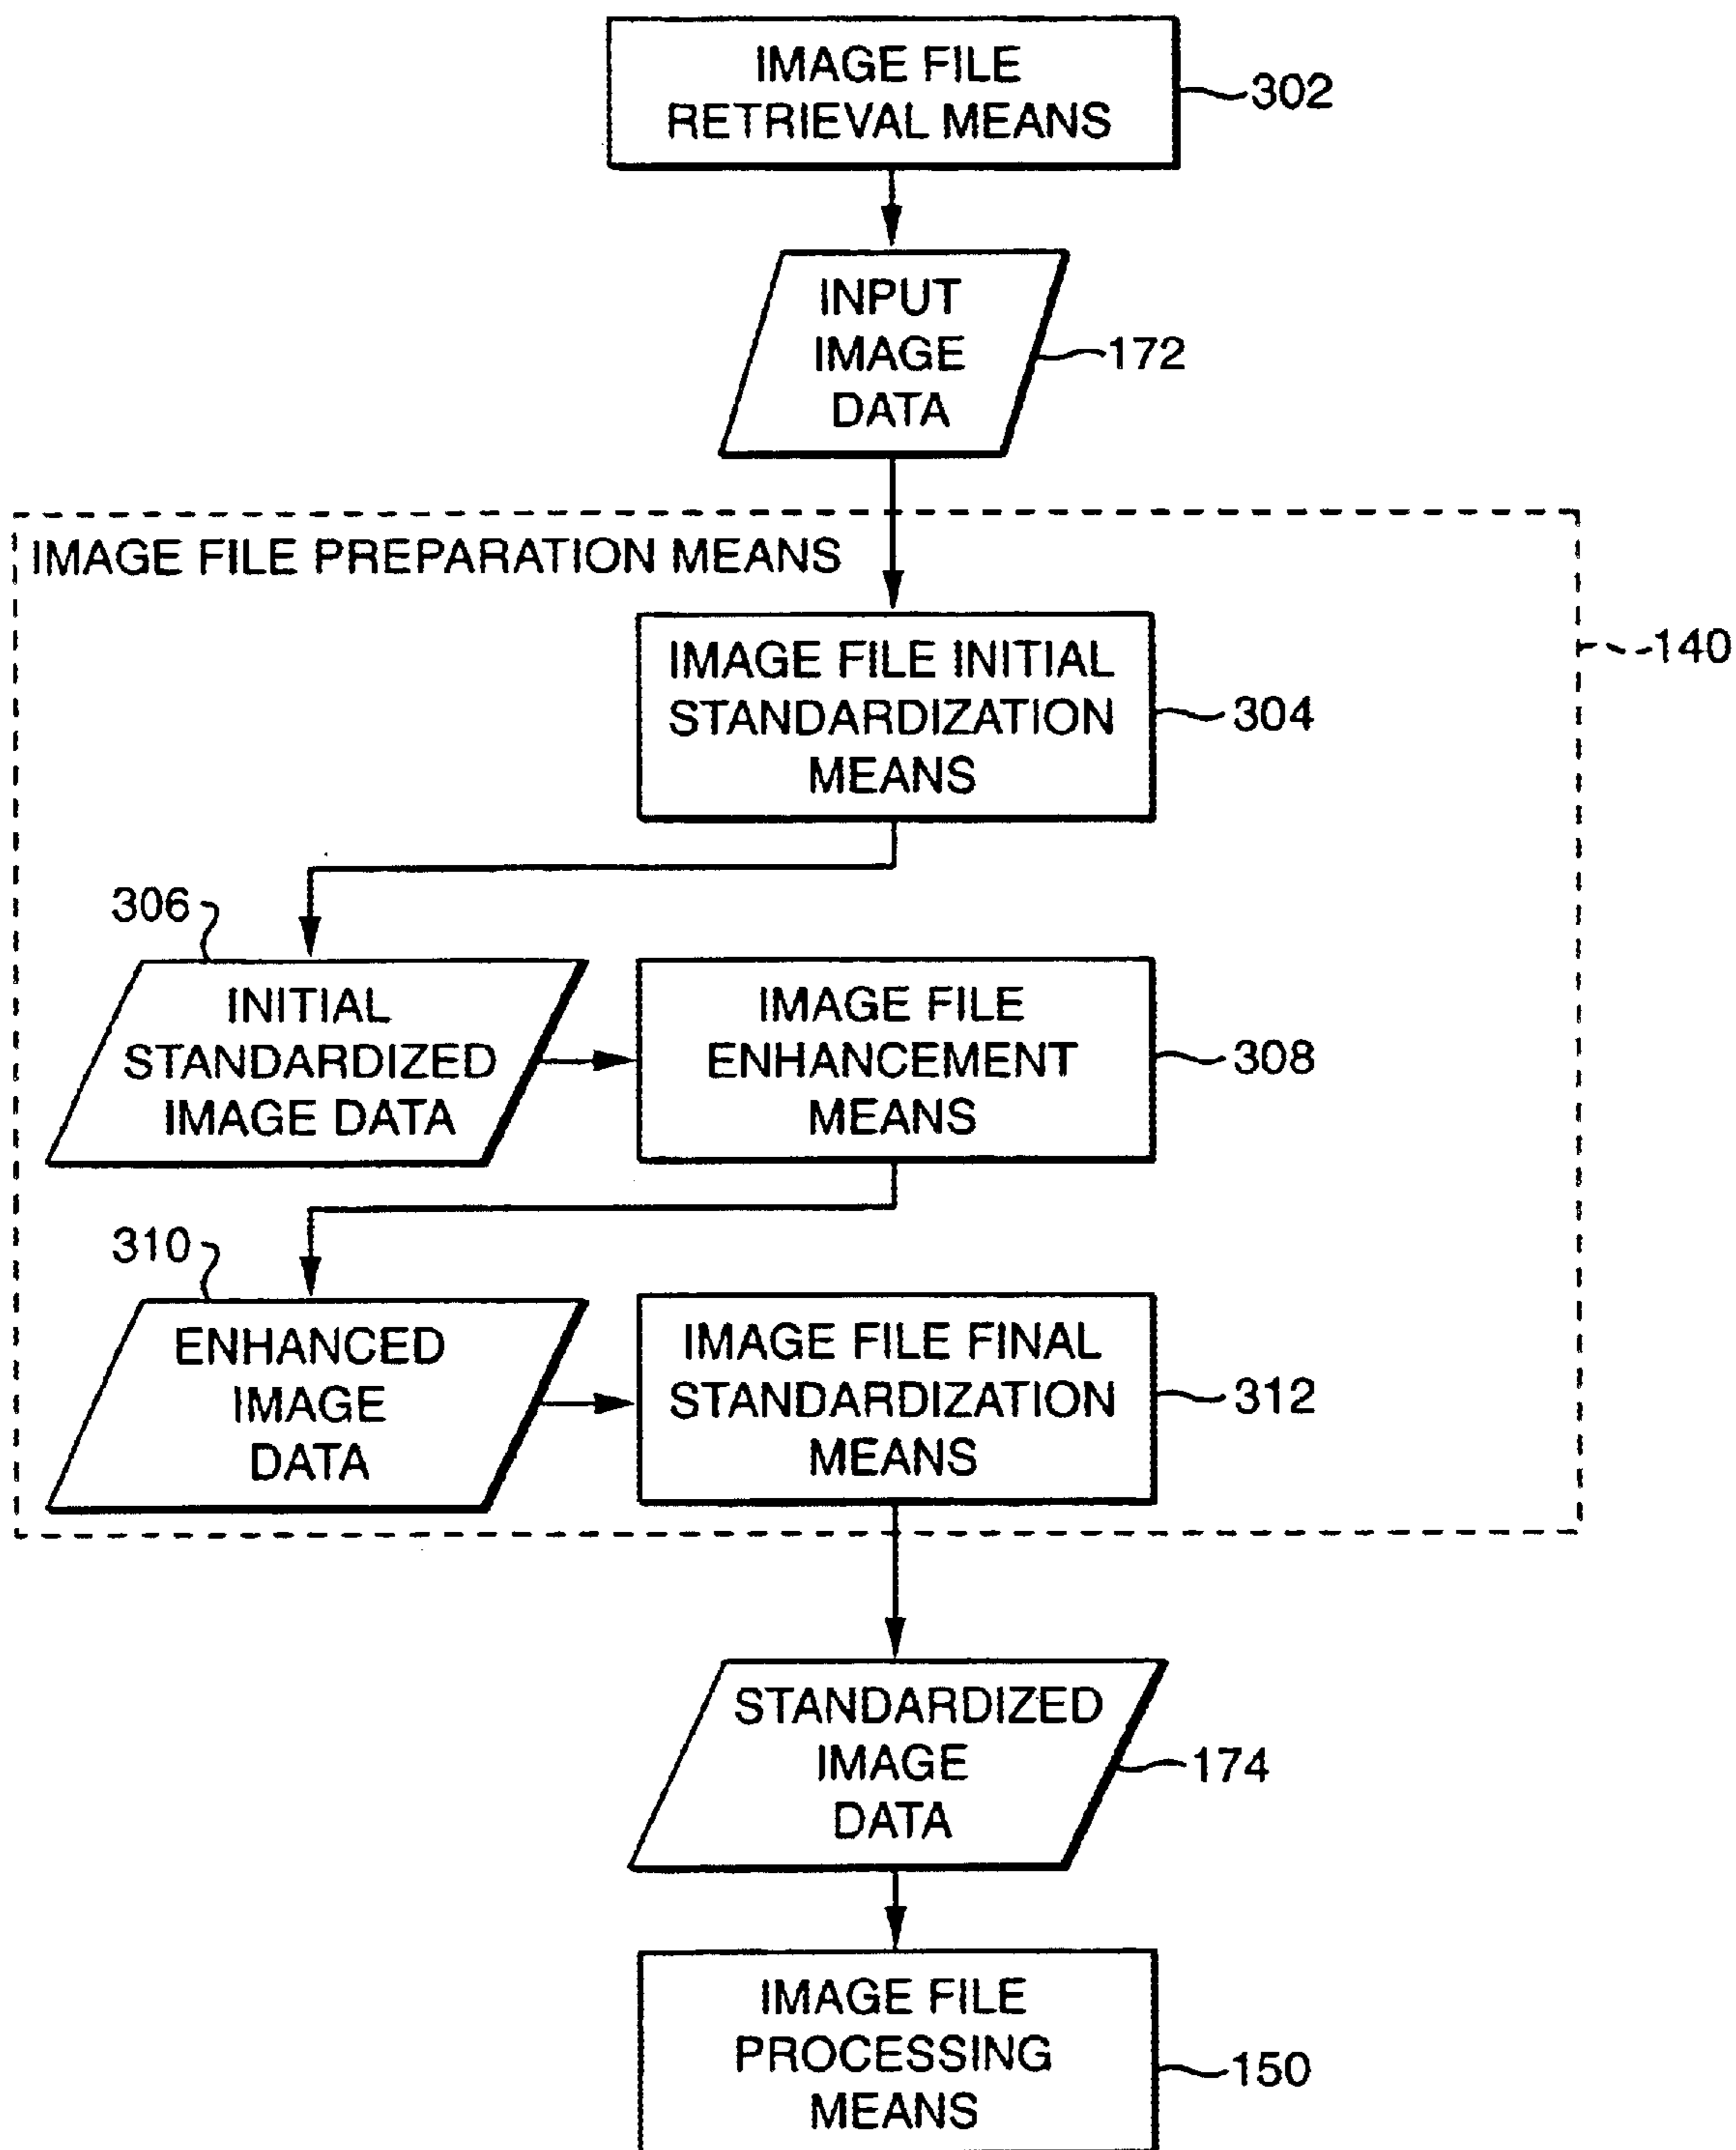 IMAGE FILE
RETRIEVAL MEANS
302
INPUT
IMAGE
DATA
172
IMAGE FILE PREPARATION MEANS
140
IMAGE FILE INITIAL
STANDARDIZATION
MEANS
304
306
INITIAL
STANDARDIZED
IMAGE DATA
IMAGE FILE
ENHANCEMENT
MEANS
308
310
ENHANCED
IMAGE
DATA
IMAGE FILE FINAL
STANDARDIZATION
MEANS
312
STANDARDIZED
IMAGE
DATA
174
IMAGE FILE
PROCESSING
MEANS
150